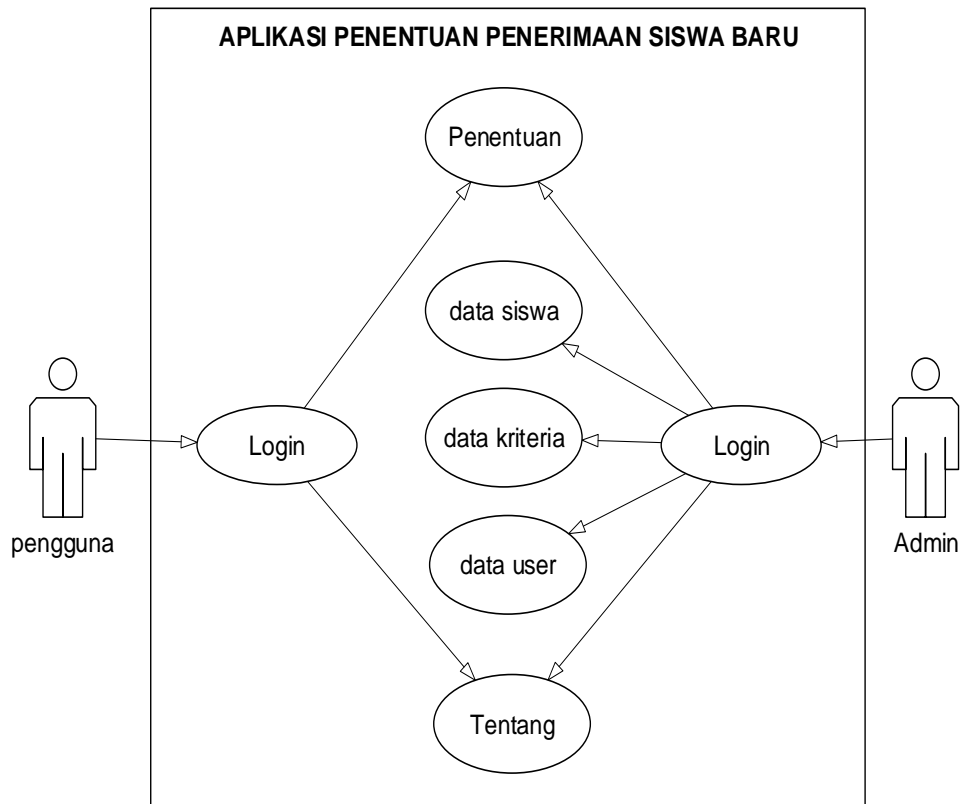 APLIKASI PENENTUAN PENERIMAAN SISWA BARU
Penentuan
data siswa
data kriteria
Login
Login
data user
pengguna
Admin
Tentang